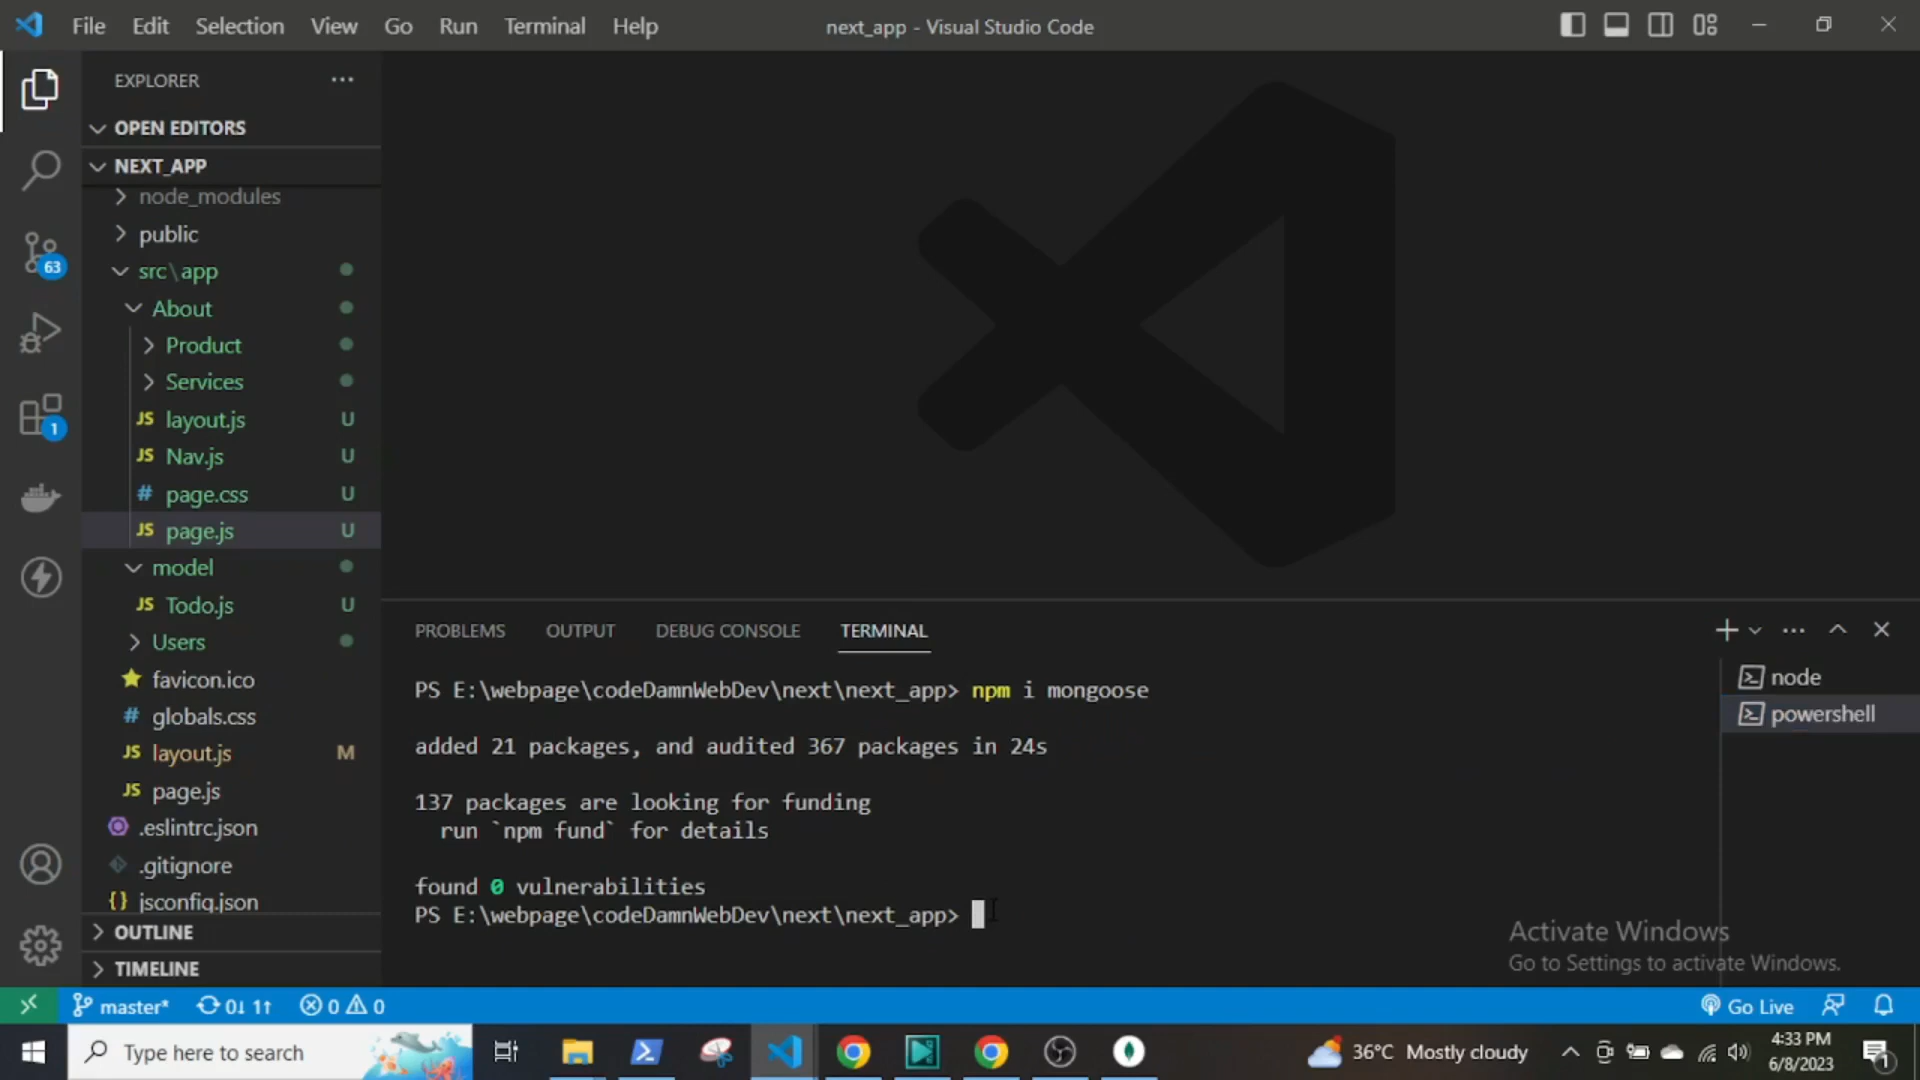 File Edit Selection View Go Run Terminal Help
next_app - Visual Studio Code
EXPLORER
OPEN EDITORS
NEXT_APP
node_modules
public
src\app
About
Product
Services
JS layout.js U
JS Nav.js U
# page.css U
JS page.js U
model
JS Todo.js U
Users
favicon.ico
# globals.css
JS layout.js M
JS page.js
.eslintrc.json
.gitignore
{} jsconfig.json
OUTLINE
TIMELINE
63
1
PROBLEMS OUTPUT DEBUG CONSOLE TERMINAL
PS E:\webpage\codeDamnWebDev\next\next_app> npm i mongoose
added 21 packages, and audited 367 packages in 24s
137 packages are looking for funding
run `npm fund` for details
found 0 vulnerabilities
PS E:\webpage\codeDamnWebDev\next\next_app>
node
powershell
Activate Windows
Go to Settings to activate Windows.
master* 0↓ 1↑ 0 0
Go Live
Type here to search
36°C Mostly cloudy
4:33 PM
6/8/2023
1